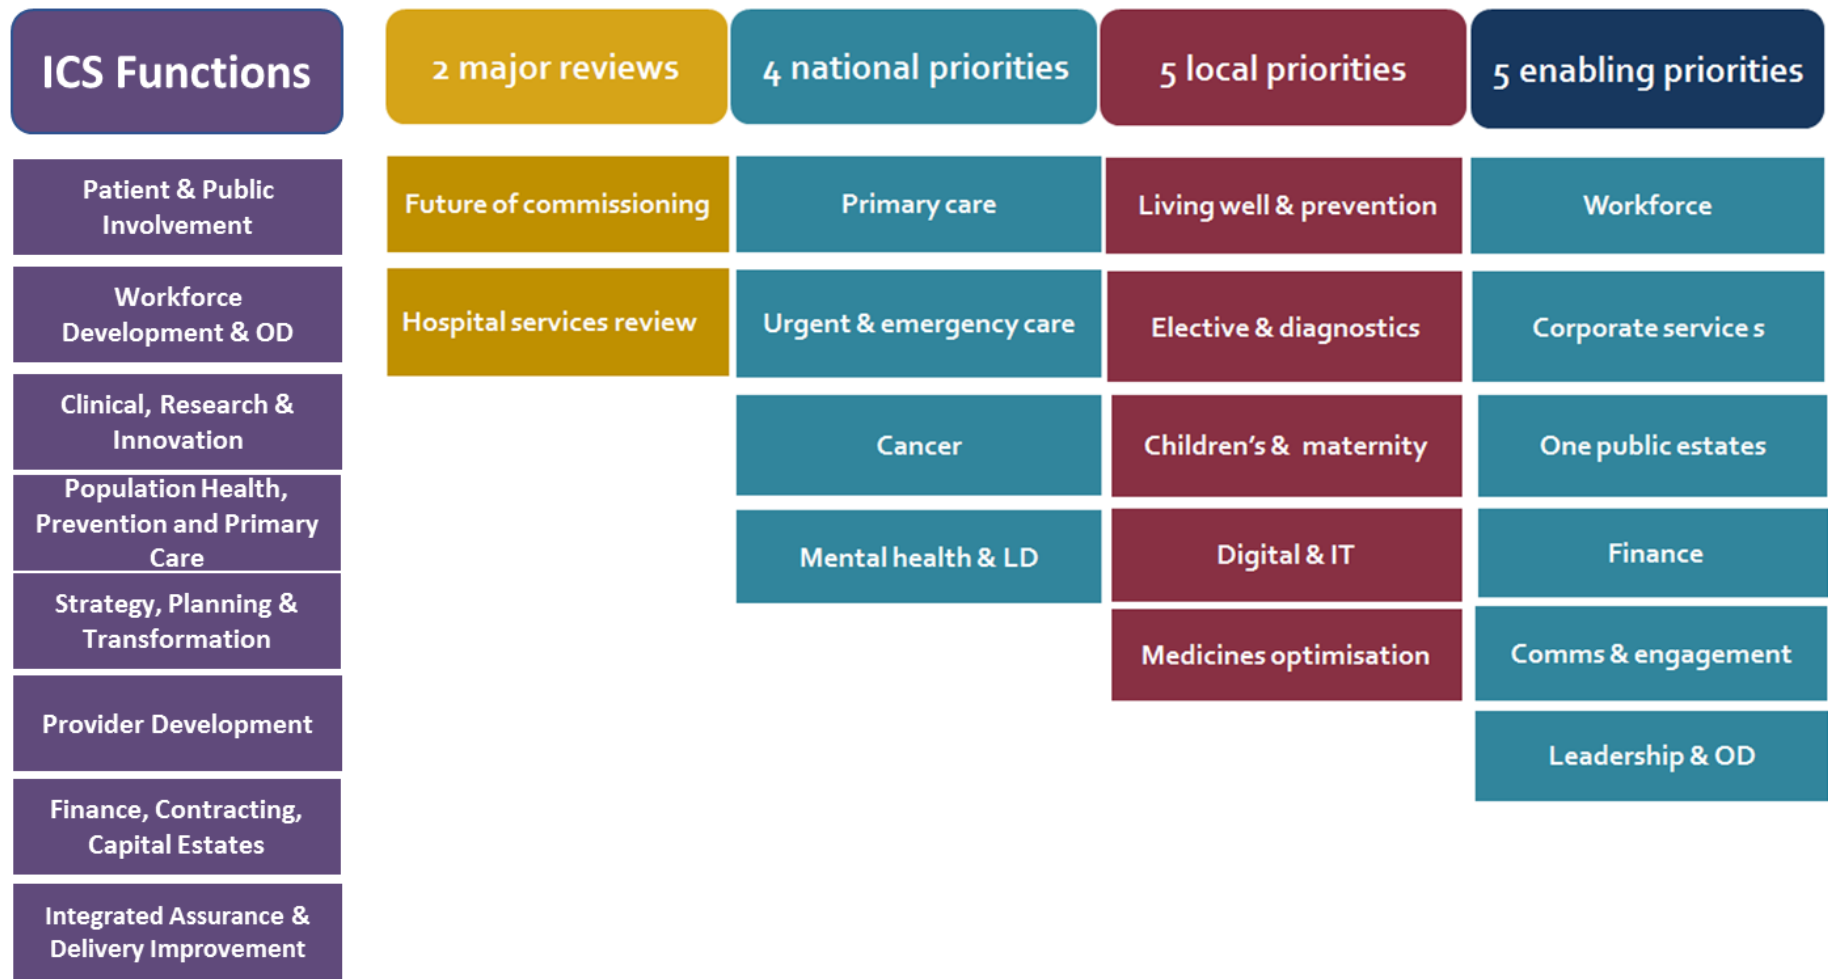 ICS Functions
Patient & Public
Involvement
Workforce
Development & OD
Clinical, Research &
Innovation
Population Health,
Prevention and Primary
Care
Strategy, Planning &
Transformation
Provider Development
Finance, Contracting,
Capital Estates
Integrated Assurance &
Delivery Improvement
2 major reviews
Future of commissioning
Hospital services review
4 national priorities
Primary care
Urgent & emergency care
Cancer
Mental health & LD
5 local priorities
Living well & prevention
Elective & diagnostics
Children's & maternity
Digital & IT
Medicines optimisation
5 enabling priorities
Workforce
Corporate service s
One public estates
Finance
Comms & engagement
Leadership & OD